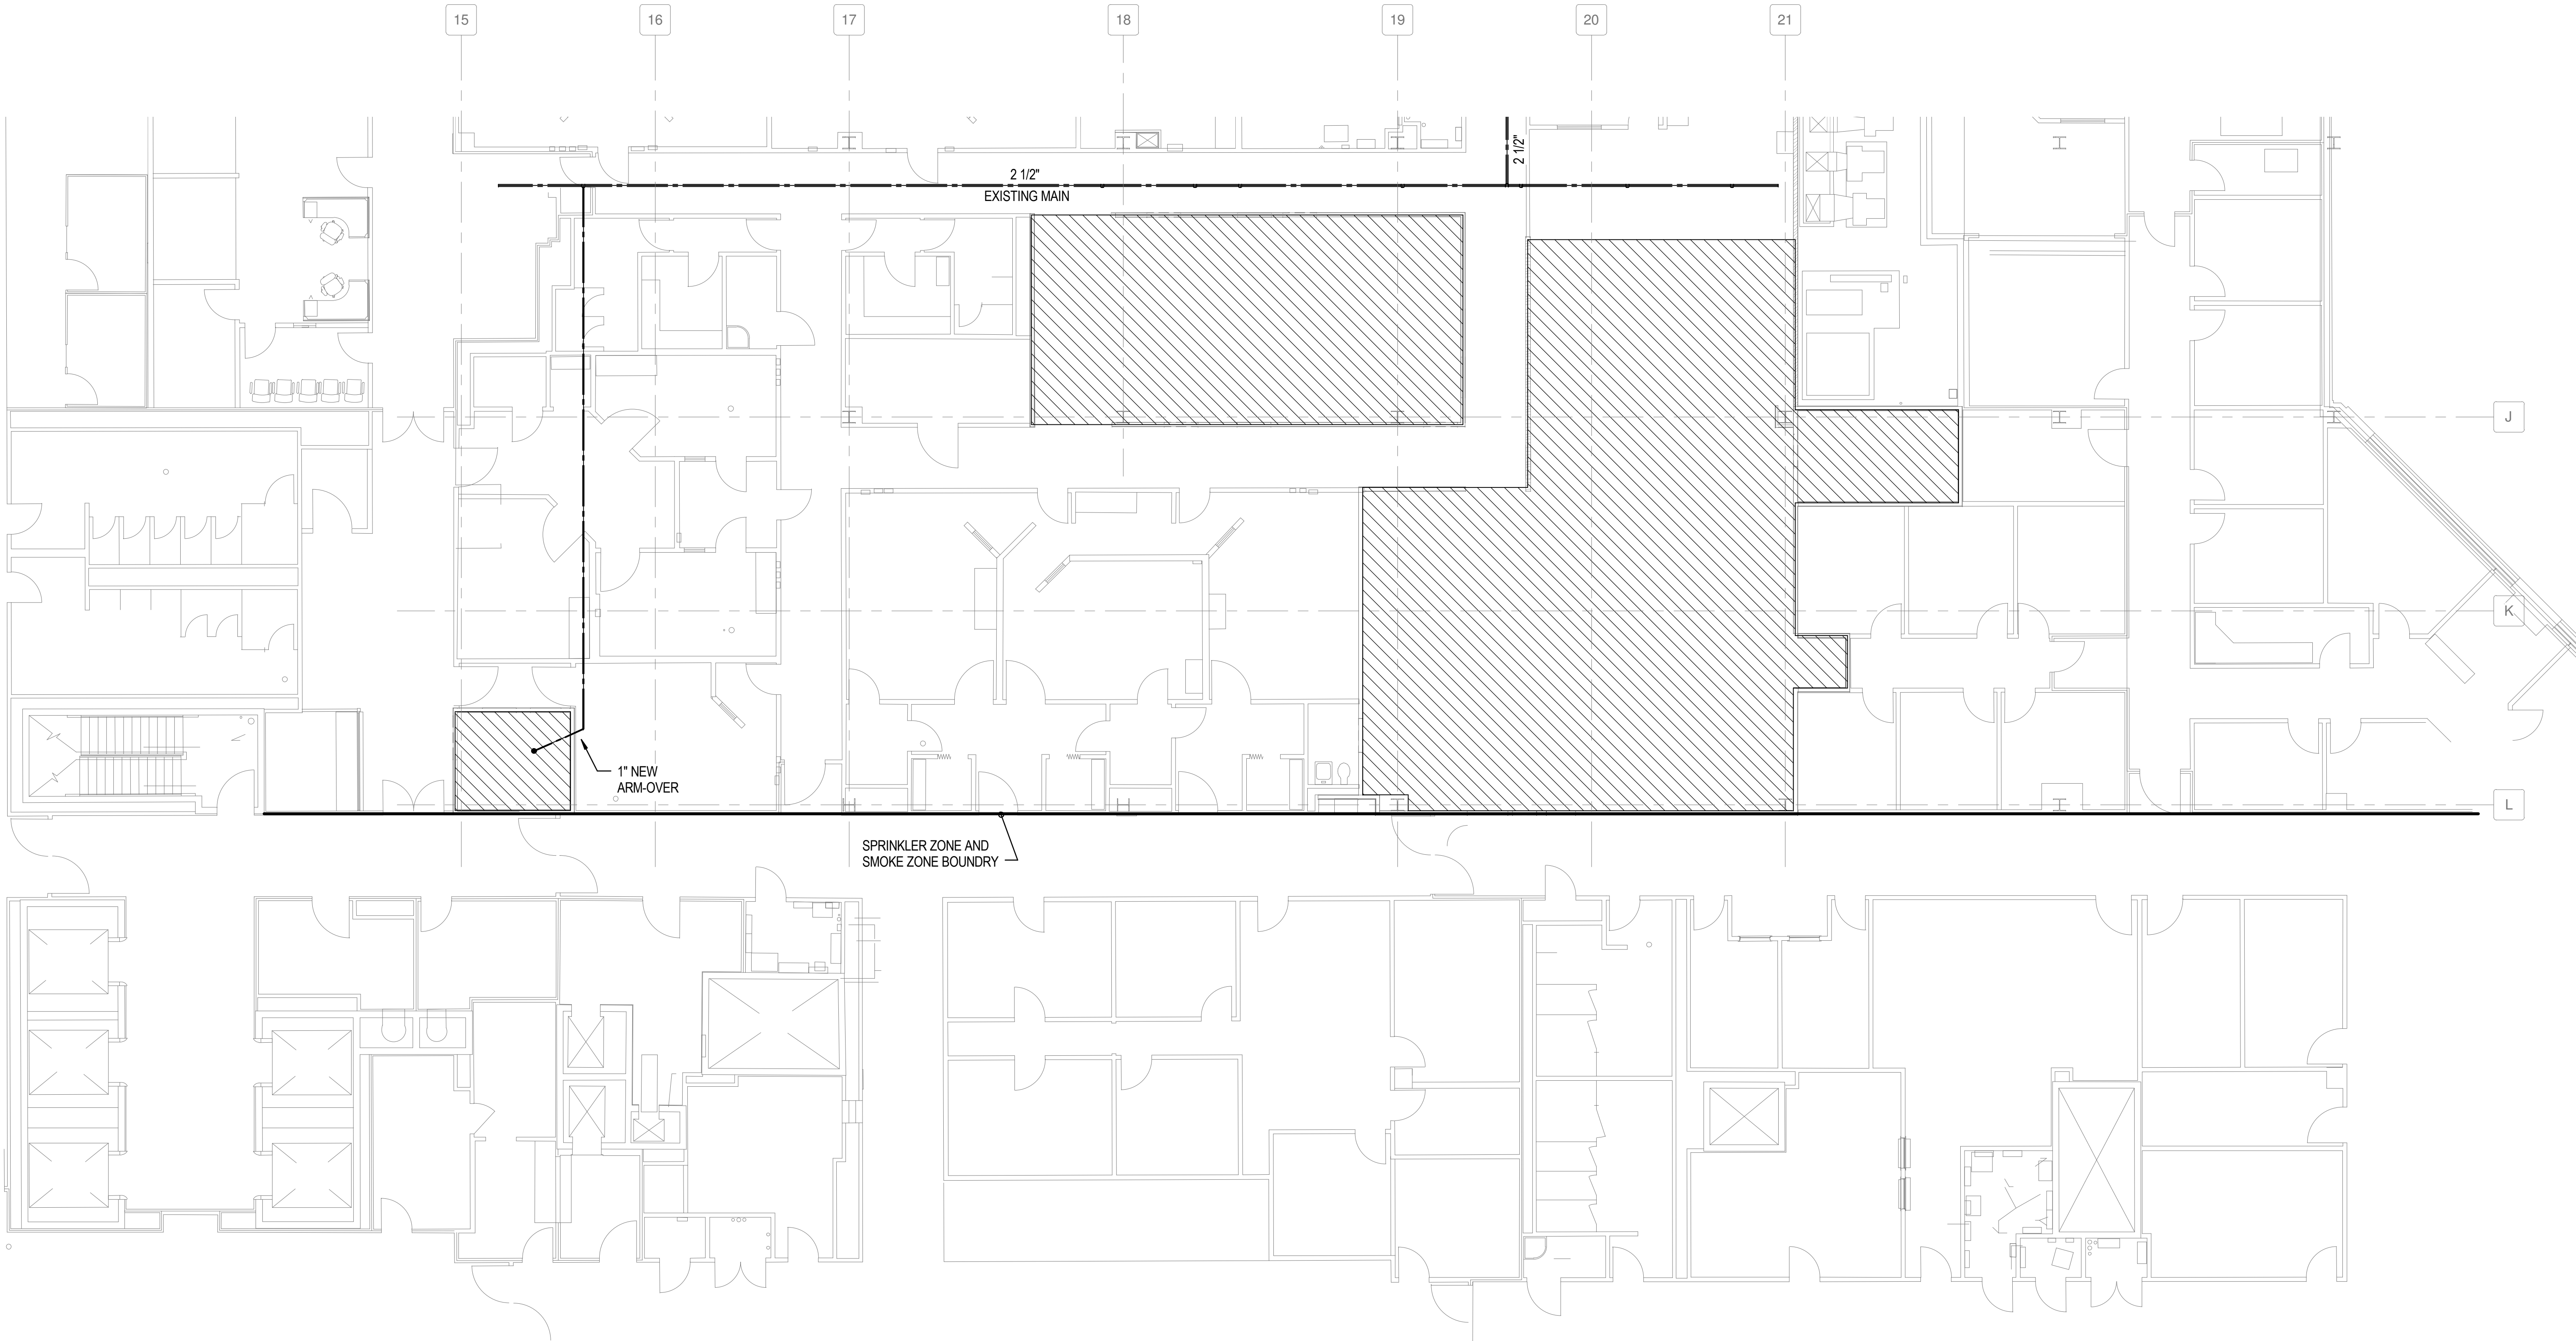 15
16
17
18
19
20
21
2 1/2"
2 1/2"
EXISTING MAIN
J
K
1" NEW
ARM-OVER
L
SPRINKLER ZONE AND
SMOKE ZONE BOUNDRY